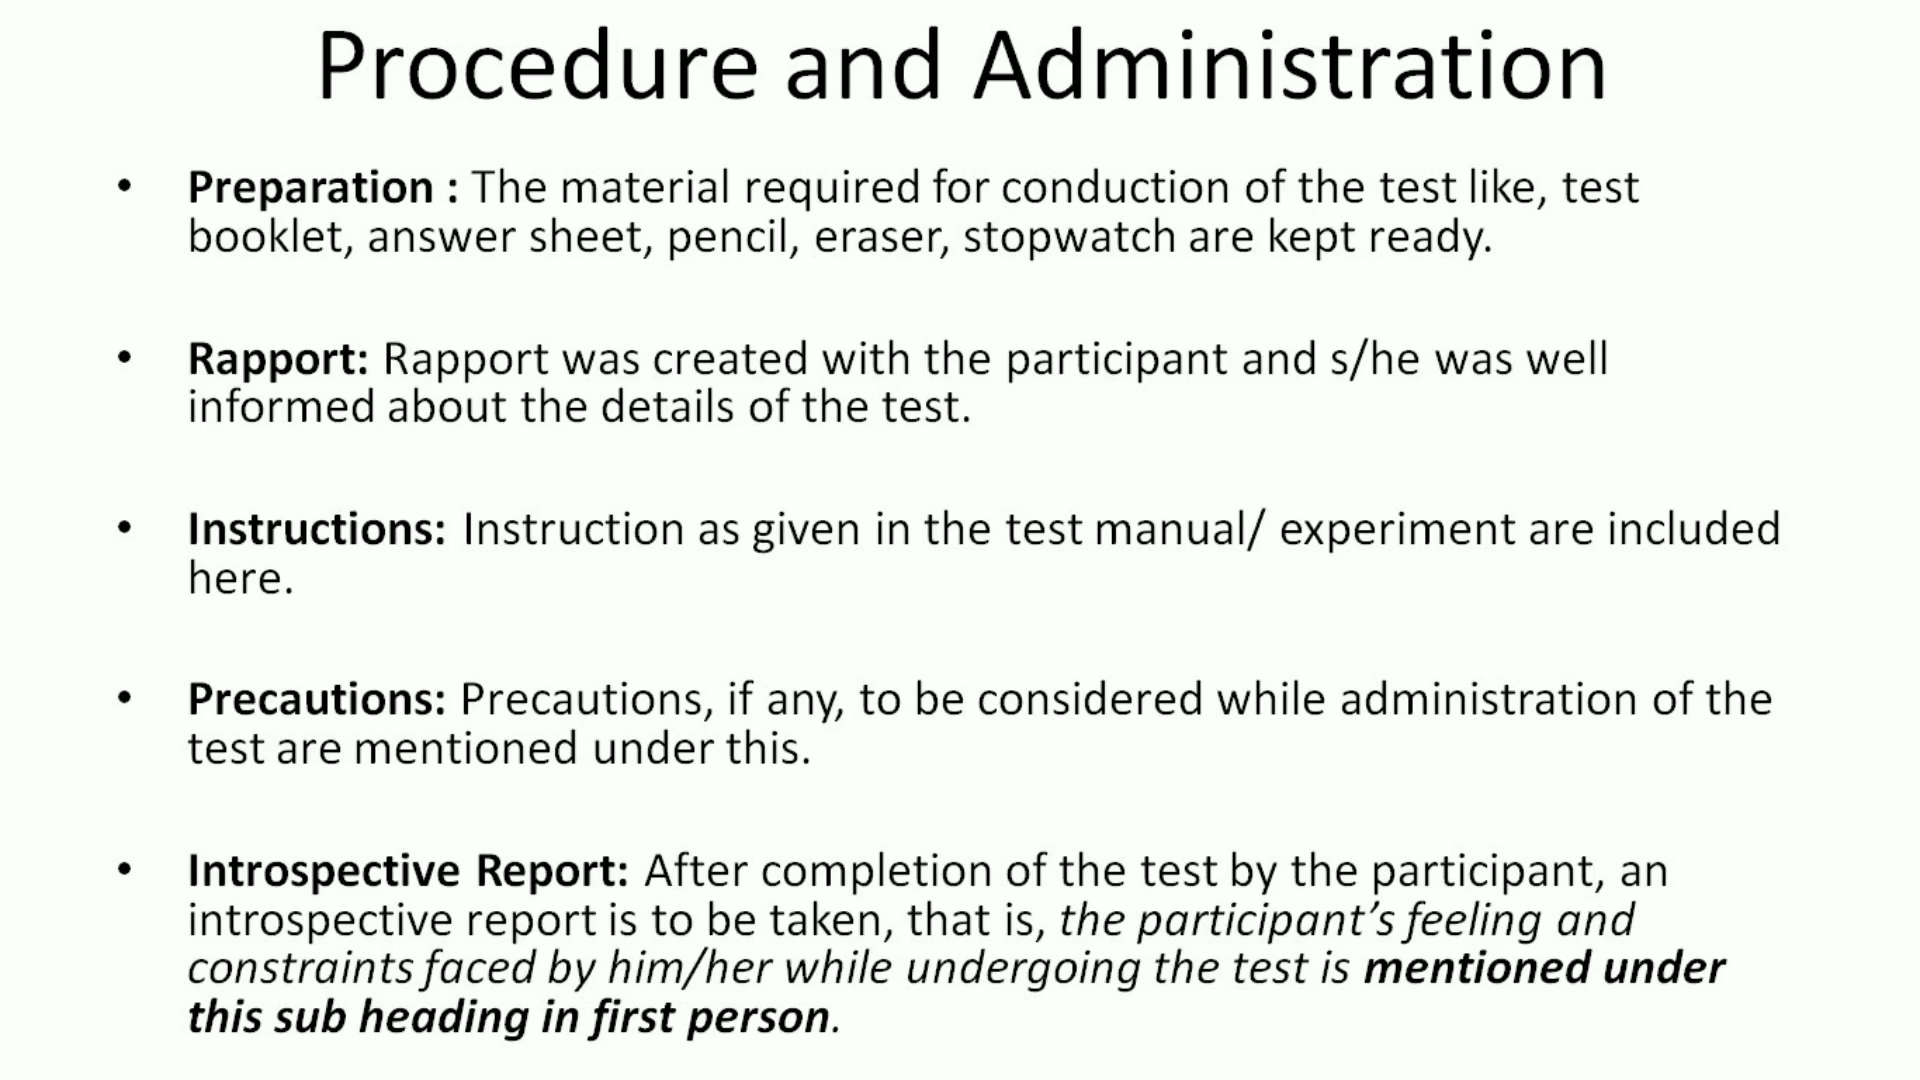 Procedure and Administration
• Preparation : The material required for conduction of the test like, test
booklet, answer sheet, pencil, eraser, stopwatch are kept ready.
• Rapport: Rapport was created with the participant and s/he was well
informed about the details of the test.
• Instructions: Instruction as given in the test manual/ experiment are included
here.
• Precautions: Precautions, if any, to be considered while administration of the
test are mentioned under this.
• Introspective Report: After completion of the test by the participant, an
introspective report is to be taken, that is, the participant’s feeling and
constraints faced by him/her while undergoing the test is mentioned under
this sub heading in first person.